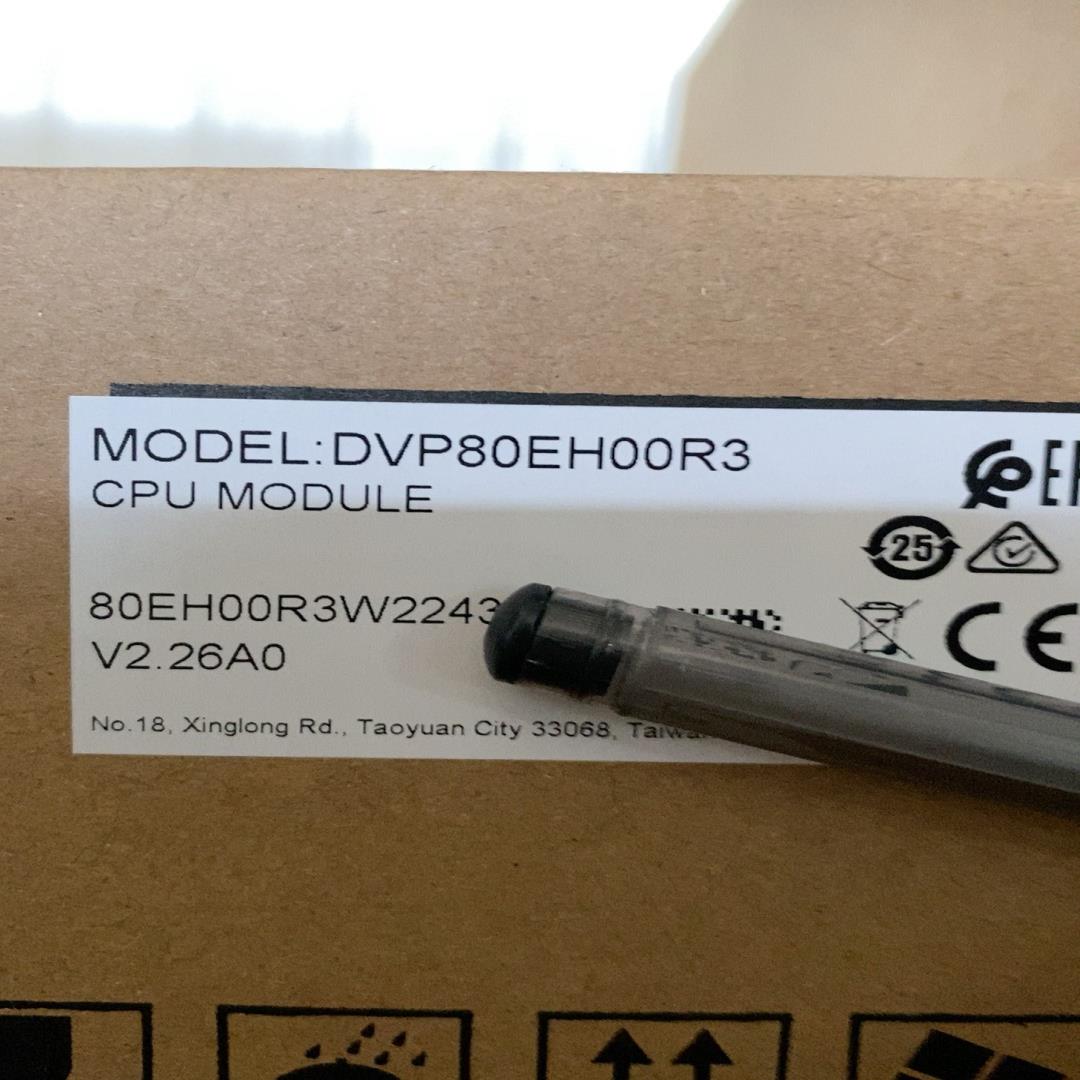 MODEL:DVP80EH00R3
CPU MODULE
25
80EH00R3W2243
V2.26A0
CE
No.18, Xinglong Rd., Taoyuan City 33068,